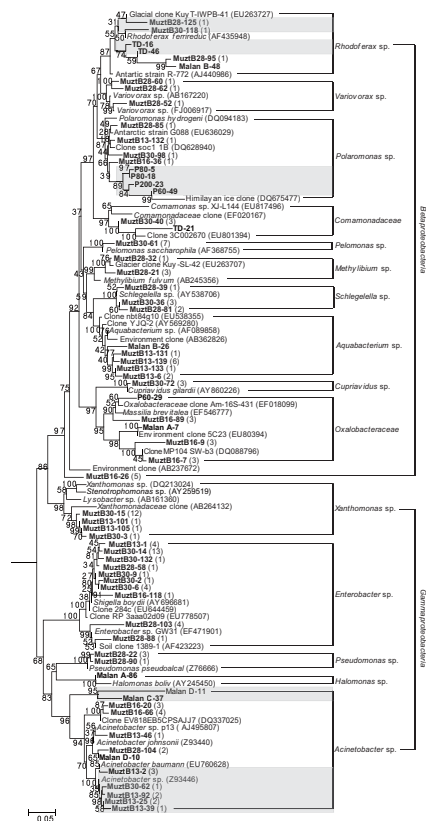 Glacial clone KuyT-IWPB-41 (EU263727)
MuztB28-125 (1)
MuztB30-118 (1)
Rhodoferax ferrireduc (AF435948)
TD-16
TD-46
MuztB28-95 (1)
Malan B-48
Antartic strain R-772 (AJ440986)
Rhodoferax sp.
MuztB28-60 (1)
MuztB28-62 (1)
Variovorax sp. (AB167220)
MuztB28-52 (1)
Variovorax sp. (FJ006917)
Variovorax sp.
Polaromonas hydrogeni (DQ094183)
MuztB28-85 (1)
Antarctic strain G088 (EU636029)
MuztB13-132 (1)
Clone soc1 1B (DQ628940)
MuztB30-98 (1)
MuztB16-36 (1)
P80-5
P80-18
P200-23
P60-49
Himilayan ice clone (DQ675477)
Polaromonas sp.
Comamonas sp. XJ-L144 (EU817496)
Comamonadaceae clone (EF020167)
MuztB30-40 (3)
TD-21
Clone 3C002670 (EU801394)
Comamonadaceae
MuztB30-61 (7)
Pelomonas saccharophila (AF368755)
Pelomonas sp.
MuztB28-32 (1)
Glacier clone Kuy-SL-42 (EU263707)
MuztB28-21 (3)
Methylibium fulvum (AB245356)
Methylibium sp.
MuztB28-39 (1)
Schlegelella sp. (AY538706)
MuztB30-36 (3)
MuztB28-81 (2)
Schlegelella sp.
Clone nbt84g10 (EU538355)
Clone YJQ-2 (AY569280)
Aquabacterium sp. (AF089858)
Environment clone (AB362826)
Malan B-26
MuztB13-131 (1)
MuztB13-139 (6)
MuztB13-133 (1)
MuztB13-6 (2)
Aquabacterium sp.
MuztB30-72 (3)
Cupriavidus gilardii (AY860226)
Cupriavidus sp.
P60-29
Oxalobacteraceae clone Am-16S-431 (EF018099)
Massilia brevitalea (EF546777)
MuztB16-89 (3)
Malan A-7
Environment clone 5C23 (EU80394)
MuztB16-9 (3)
Clone MP104 SW-b3 (DQ088796)
MuztB16-7 (3)
Oxalobacteraceae
Environment clone (AB237672)
MuztB16-26 (5)
Betaproteobacteria
Xanthomonas sp. (DQ213024)
Stenotrophomonas sp. (AY259519)
Lysobacter sp. (AB161360)
Xanthomonadaceae clone (AB264132)
MuztB30-15 (12)
MuztB13-101 (1)
MuztB13-105 (1)
MuztB30-3 (1)
Xanthomonas sp.
MuztB13-1 (4)
MuztB30-14 (13)
MuztB30-132 (1)
MuztB28-58 (1)
MuztB30-9 (1)
MuztB30-2 (1)
MuztB30-6 (4)
MuztB16-118 (1)
Shigella boydii (AY696681)
Clone 284c (EU644459)
Clone RP 3aaa02d09 (EU778507)
MuztB28-103 (4)
Enterobacter sp. GW31 (EF471901)
MuztB28-88 (1)
Soil clone 1389-1 (AF423223)
Enterobacter sp.
MuztB28-22 (3)
MuztB28-90 (1)
Pseudomonas pseudoalcal (Z76666)
Pseudomonas sp.
Malan A-86
Halomonas boliv (AY245450)
Halomonas sp.
Malan D-11
Malan C-37
MuztB16-20 (3)
MuztB16-66 (4)
Clone EV818EB5CPSAJJ7 (DQ337025)
Acinetobacter sp. p13 ( AJ495807)
MuztB13-46 (1)
Acinetobacter johnsonii (Z93440)
MuztB28-104 (2)
Malan D-10
Acinetobacter baumann (EU760628)
MuztB13-2 (3)
Acinetobacter sp. (Z93446)
MuztB30-62 (1)
MuztB13-92 (2)
MuztB13-25 (2)
MuztB13-39 (1)
Acinetobacter sp.
Gammaproteobacteria
0.05